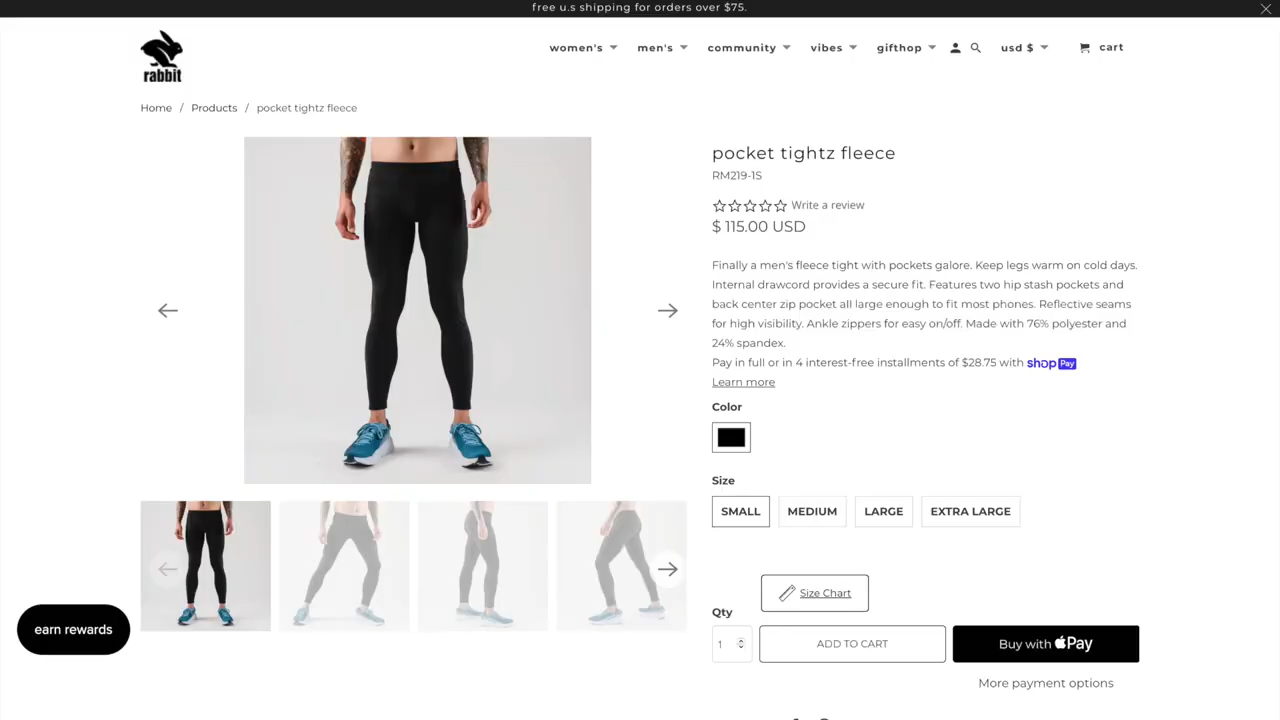 free u.s shipping for orders over $75.
rabbit
women's
men's
community
vibes
gifthop
usd $
cart
Home / Products / pocket tightz fleece
pocket tightz fleece
RM219-1S
Write a review
$ 115.00 USD
Finally a men's fleece tight with pockets galore. Keep legs warm on cold days.
Internal drawcord provides a secure fit. Features two hip stash pockets and
back center zip pocket all large enough to fit most phones. Reflective seams
for high visibility. Ankle zippers for easy on/off. Made with 76% polyester and
24% spandex.
Pay in full or in 4 interest-free installments of $28.75 with shop Pay
Learn more
Color
Size
SMALL
MEDIUM
LARGE
EXTRA LARGE
Size Chart
Qty
1
ADD TO CART
Buy with Pay
More payment options
earn rewards